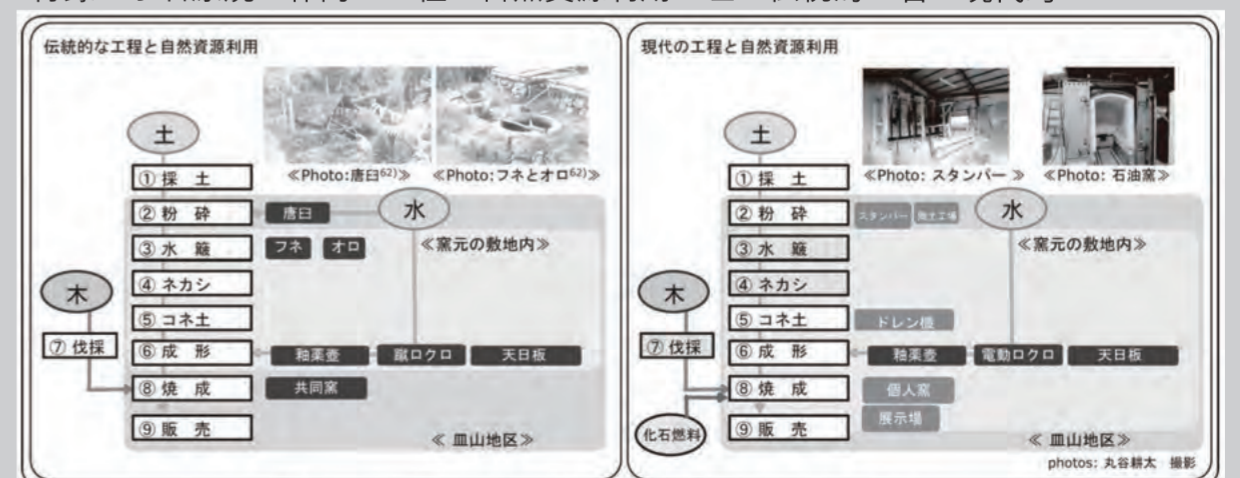 伝統的な工程と自然資源利用
土
≪Photo:唐臼62)≫
≪Photo:フネとオロ62)≫
① 採 土
② 粉 砕
唐臼
水
③ 水 簸
フネ
オロ
≪窯元の敷地内≫
木
④ ネカシ
⑤ コネ土
⑦ 伐採
⑥ 成 形
釉薬壺
蹴ロクロ
天日板
⑧ 焼 成
共同窯
⑨ 販 売
≪ 皿山地区≫
現代の工程と自然資源利用
土
≪Photo: スタンパー ≫
≪Photo: 石油窯≫
① 採 土
② 粉 砕
スタンパー
陶土工場
水
③ 水 簸
≪窯元の敷地内≫
木
④ ネカシ
⑤ コネ土
ドレン機
⑦ 伐採
⑥ 成 形
釉薬壺
電動ロクロ
天日板
⑧ 焼 成
個人窯
展示場
化石燃料
⑨ 販 売
≪ 皿山地区≫
photos: 丸谷耕太 撮影